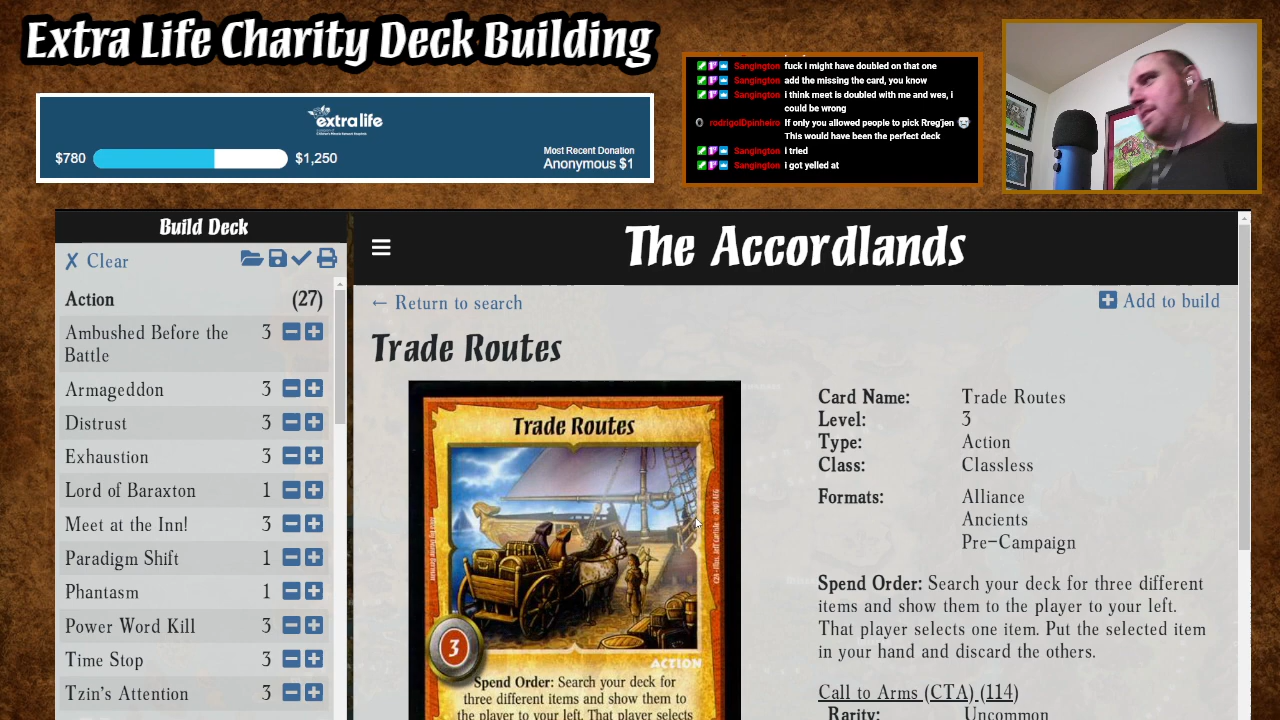 Extra Life Charity Deck Building
extralife
$780
$1,250
Most Recent Donation
Anonymous $1
Sangington fuck i might have doubled on that one
Sangington add the missing the card, you know
Sangington i think meet is doubled with me and wes, i
could be wrong
rodrigoIDpinheiro If only you allowed people to pick Rreg'jen
This would have been the perfect deck
Sangington i tried
Sangington i got yelled at
Build Deck
✗ Clear
Action (27)
Ambushed Before the 3
Battle
Armageddon 3
Distrust 3
Exhaustion 3
Lord of Baraxton 1
Meet at the Inn! 3
Paradigm Shift 1
Phantasm 1
Power Word Kill 3
Time Stop 3
Tzin's Attention 3
The Accordlands
← Return to search
Add to build
Trade Routes
Trade Routes
3
ACTION
Spend Order: Search your deck for
three different items and show them to
the player to your left. That player selects
Card Name: Trade Routes
Level: 3
Type: Action
Class: Classless
Formats: Alliance
Ancients
Pre-Campaign
Spend Order: Search your deck for three different
items and show them to the player to your left.
That player selects one item. Put the selected item
in your hand and discard the others.
Call to Arms (CTA) (114)
Rarity: Uncommon